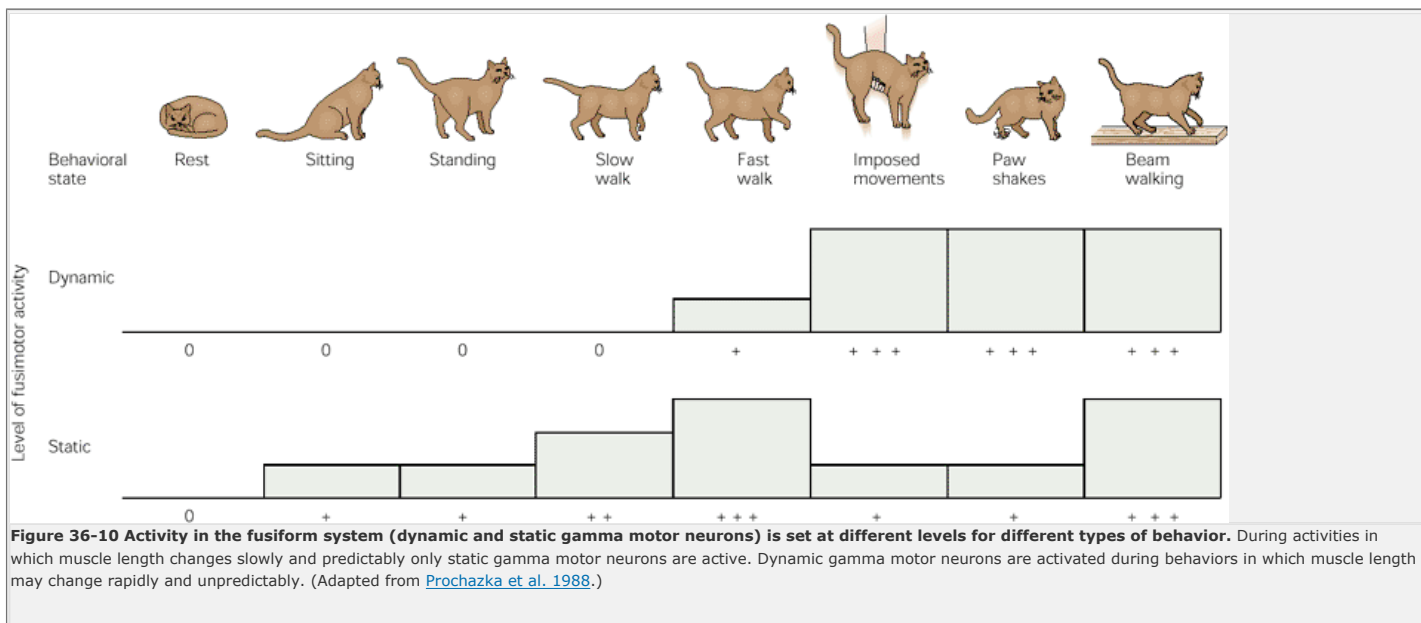 Behavioral state
Rest
Sitting
Standing
Slow walk
Fast walk
Imposed movements
Paw shakes
Beam walking
Level of fusimotor activity
Dynamic
0 0 0 0 + + + + + + + + + +
Static
0 + + + + + + + + + + + +
Figure 36-10 Activity in the fusiform system (dynamic and static gamma motor neurons) is set at different levels for different types of behavior. During activities in
which muscle length changes slowly and predictably only static gamma motor neurons are active. Dynamic gamma motor neurons are activated during behaviors in which muscle length
may change rapidly and unpredictably. (Adapted from Prochazka et al. 1988.)